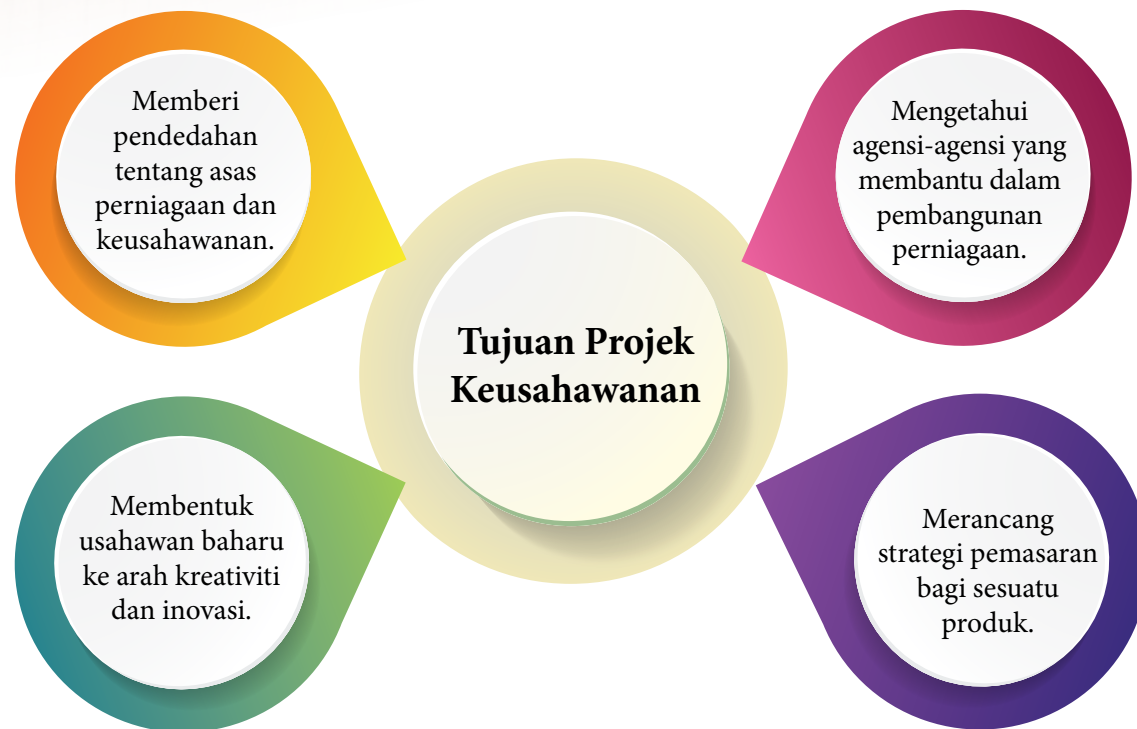 Memberi
pendedahan
tentang asas
perniagaan dan
keusahawanan.
Mengetahui
agensi-agensi yang
membantu dalam
pembangunan
perniagaan.
Tujuan Projek
Keusahawanan
Membentuk
usahawan baharu
ke arah kreativiti
dan inovasi.
Merancang
strategi pemasaran
bagi sesuatu
produk.